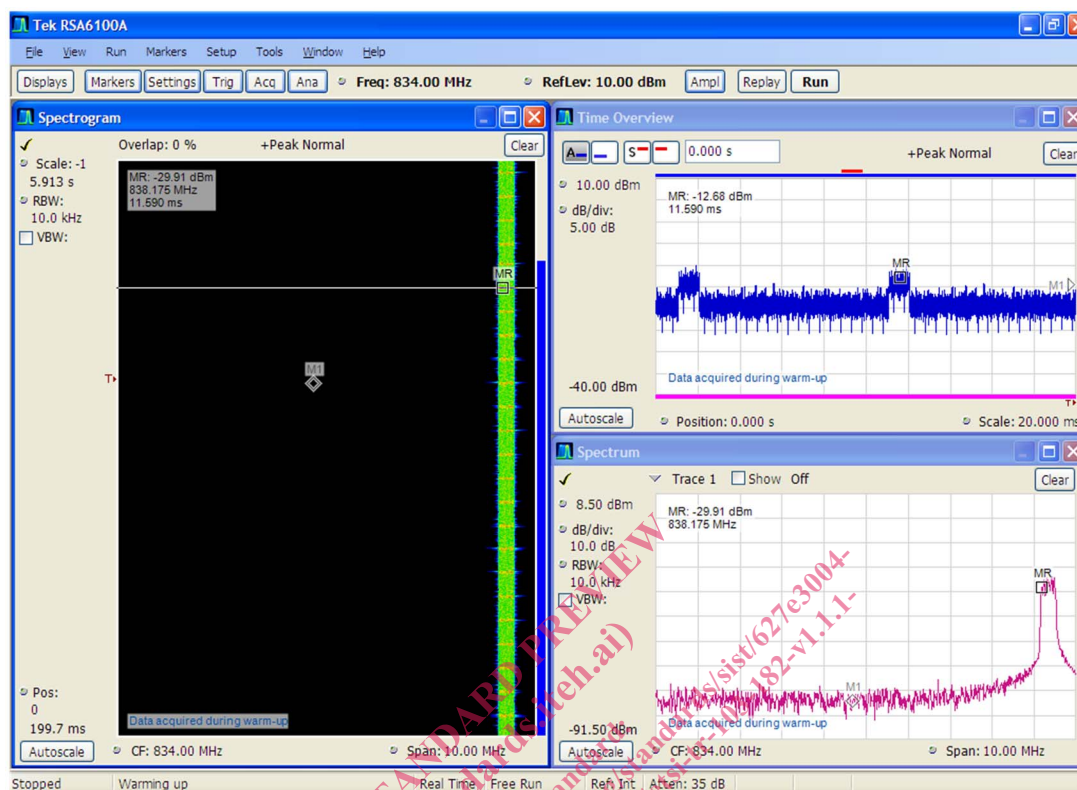 Tek RSA6100A
File View Run Markers Setup Tools Window Help
Displays Markers Settings Trig Acq Ana Freq: 834.00 MHz RefLev: 10.00 dBm Ampl Replay Run
Spectrogram
Overlap: 0 % +Peak Normal Clear
Scale: -1
5.913 s
RBW:
10.0 kHz
VBW:
MR: -29.91 dBm
838.175 MHz
11.590 ms
MR
M1
T
Pos:
0
199.7 ms
Data acquired during warm-up
Autoscale CF: 834.00 MHz Span: 10.00 MHz
Time Overview
A S 0.000 s +Peak Normal Clear
10.00 dBm
dB/div:
5.00 dB
MR: -12.68 dBm
11.590 ms
MR
M1
-40.00 dBm
Data acquired during warm-up
T
Autoscale Position: 0.000 s Scale: 20.000 ms
Spectrum
Trace 1 Show Off Clear
8.50 dBm
dB/div:
10.0 dB
RBW:
10.0 kHz
VBW:
MR: -29.91 dBm
838.175 MHz
MR
M1
-91.50 dBm
Data acquired during warm-up
Autoscale CF: 834.00 MHz Span: 10.00 MHz
Stopped Warming up Real Time Free Run Ref: Int Atten: 35 dB
STANDARD PREVIEW